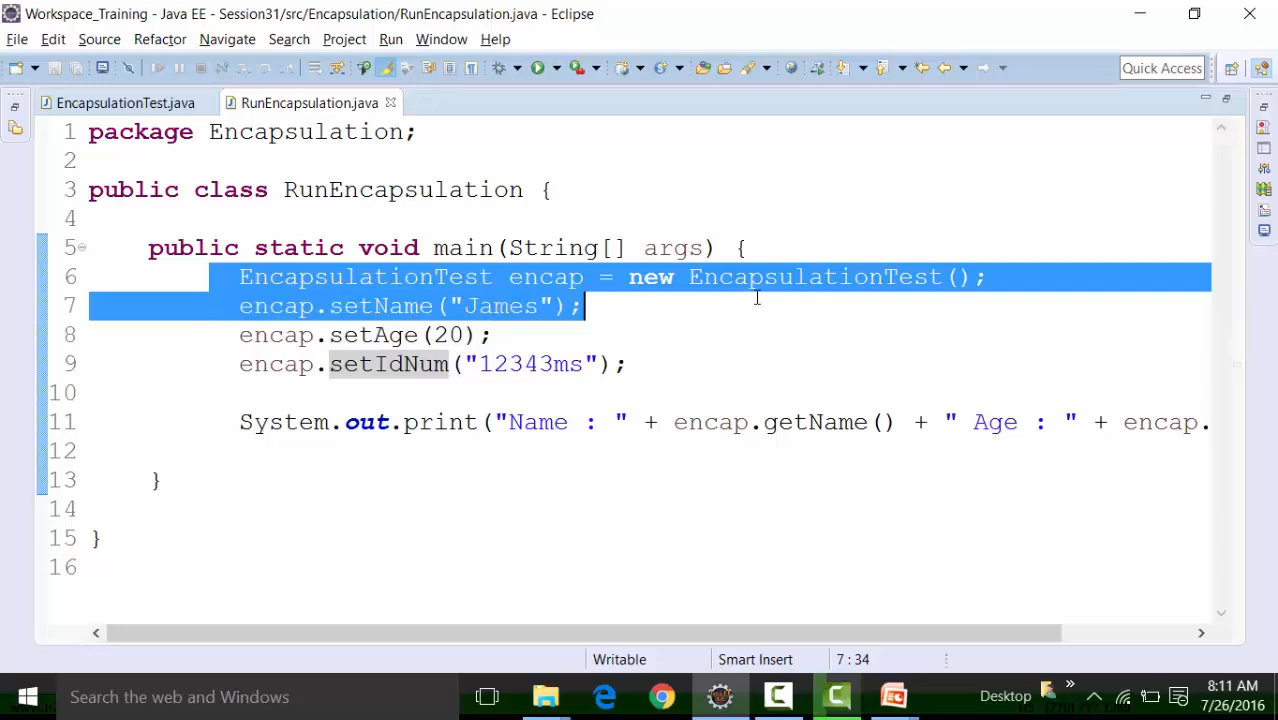 Workspace_Training - Java EE - Session31/src/Encapsulation/RunEncapsulation.java - Eclipse
File Edit Source Refactor Navigate Search Project Run Window Help
Quick Access
EncapsulationTest.java RunEncapsulation.java
1 package Encapsulation;
2
3 public class RunEncapsulation {
4
5 public static void main(String[] args) {
6 EncapsulationTest encap = new EncapsulationTest();
7 encap.setName("James");
8 encap.setAge(20);
9 encap.setIdNum("12343ms");
10
11 System.out.print("Name : " + encap.getName() + " Age : " + encap.
12
13 }
14
15 }
16
Writable Smart Insert 7 : 34
Search the web and Windows
Desktop
8:11 AM
7/26/2016